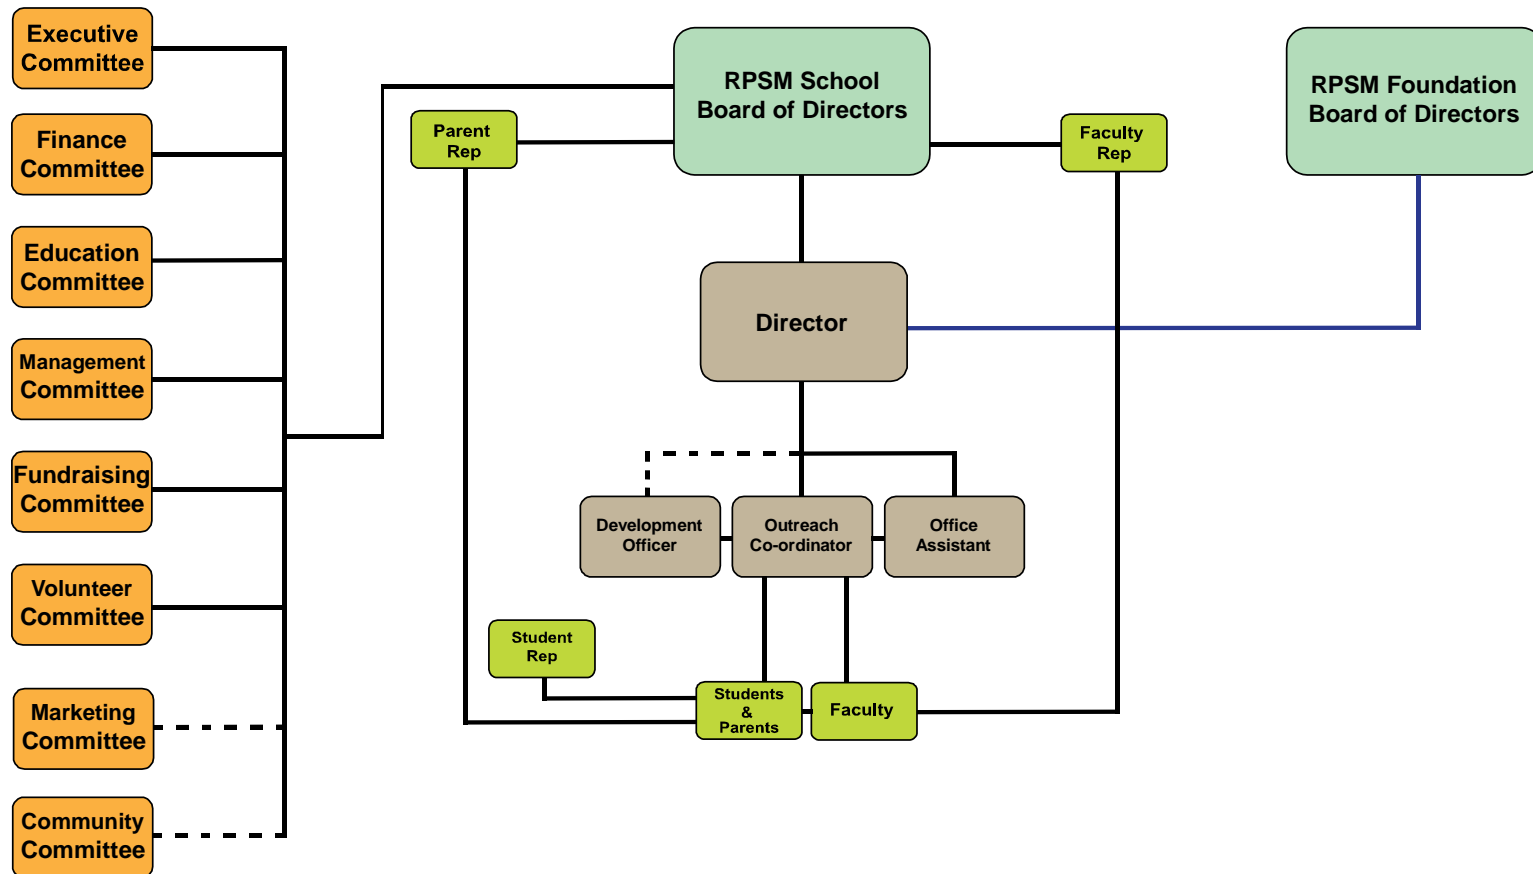 Executive
Committee
Finance
Committee
Education
Committee
Management
Committee
Fundraising
Committee
Volunteer
Committee
Marketing
Committee
Community
Committee
RPSM School
Board of Directors
RPSM Foundation
Board of Directors
Parent
Rep
Faculty
Rep
Director
Development
Officer
Outreach
Co-ordinator
Office
Assistant
Student
Rep
Students
&
Parents
Faculty